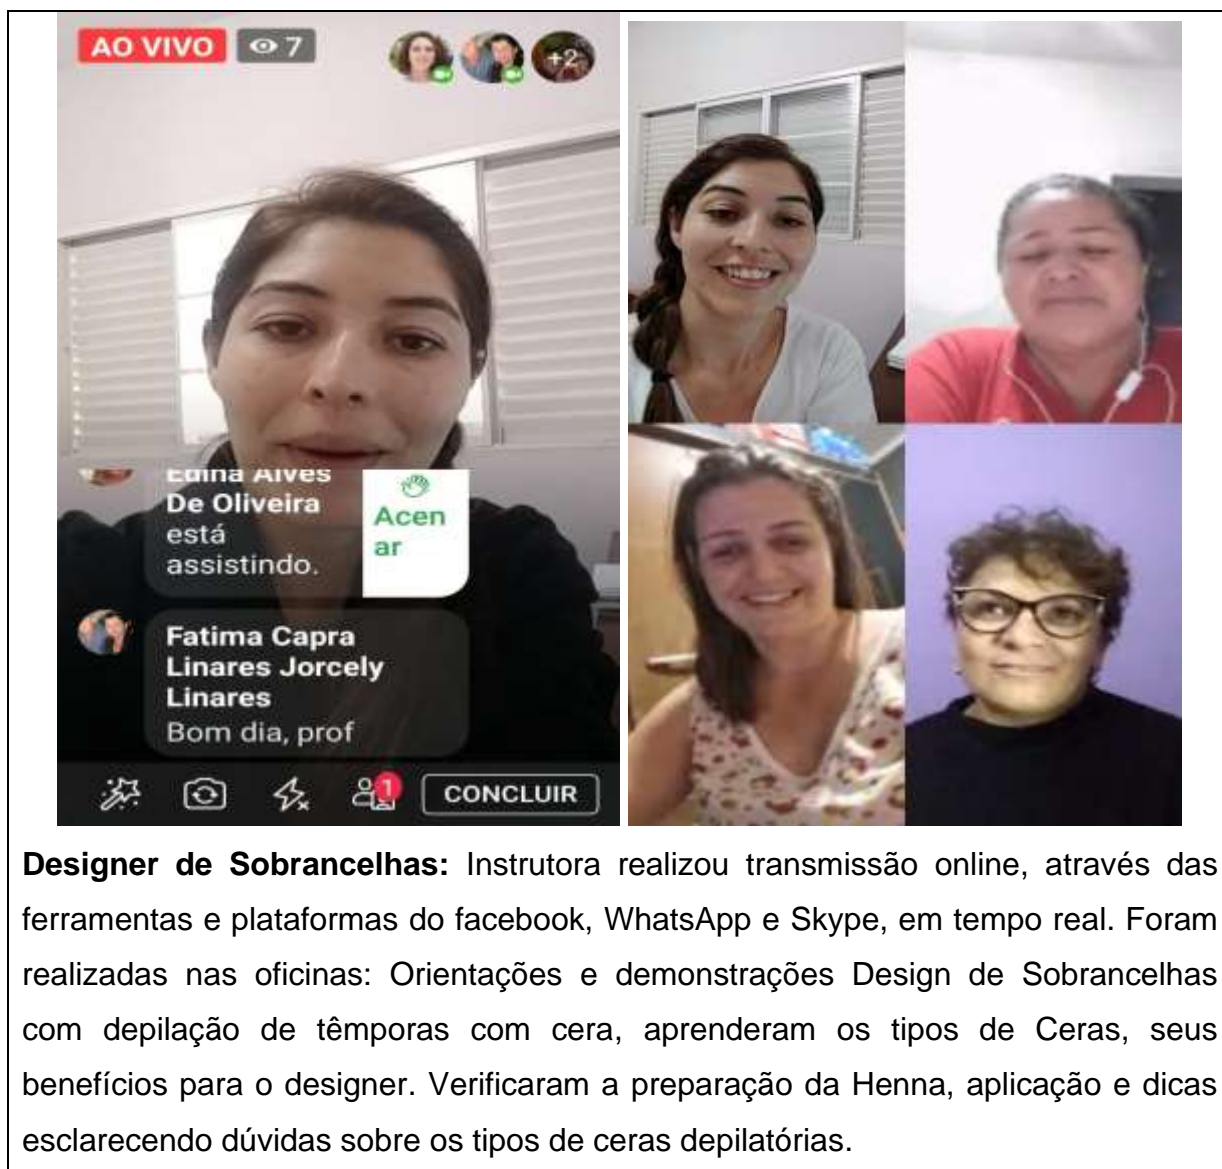 AO VIVO 7
+2
Edina Alves
De Oliveira
está
assistindo.
Acen
ar
Fatima Capra
Linares Jorcely
Linares
Bom dia, prof
1
CONCLUIR
Designer de Sobrancelhas: Instrutora realizou transmissão online, através das
ferramentas e plataformas do facebook, WhatsApp e Skype, em tempo real. Foram
realizadas nas oficinas: Orientações e demonstrações Design de Sobrancelhas
com depilação de têmporas com cera, aprenderam os tipos de Ceras, seus
benefícios para o designer. Verificaram a preparação da Henna, aplicação e dicas
esclarecendo dúvidas sobre os tipos de ceras depilatórias.